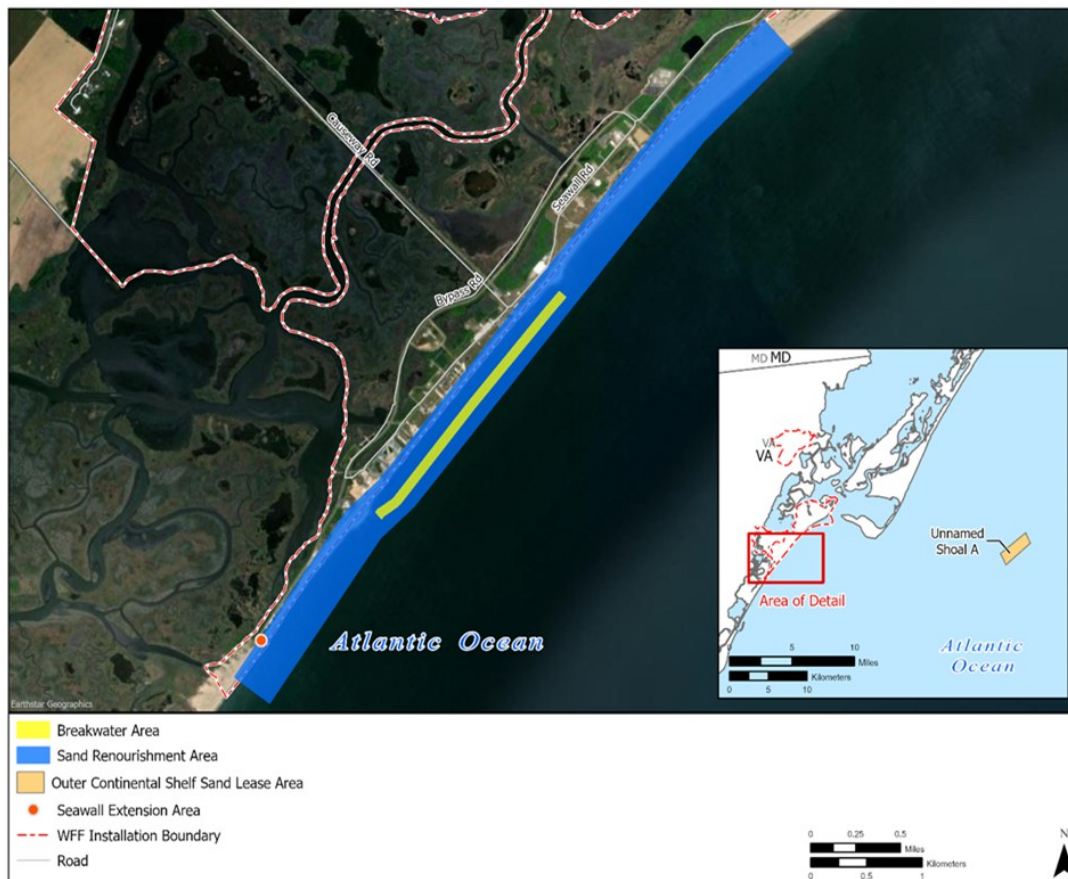 Causeway Rd
Seawall Rd
Bypass Rd
Atlantic Ocean
Earthstar Geographics
MD MD
VA
VA
Unnamed
Shoal A
Area of Detail
Atlantic
Ocean
5 10
Miles
0 5 10
Kilometers
Breakwater Area
Sand Renourishment Area
Outer Continental Shelf Sand Lease Area
Seawall Extension Area
WFF Installation Boundary
Road
0 0.25 0.5
Miles
Kilometers
0 0.5 1
N